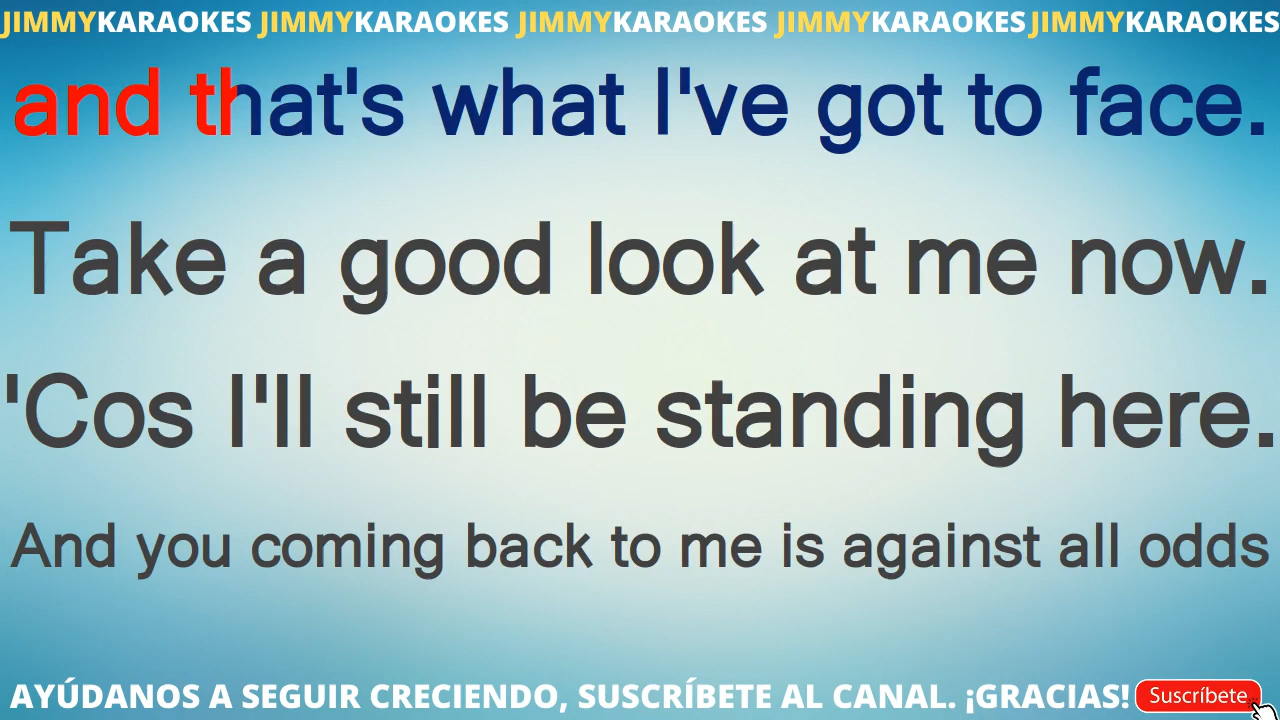 JIMMYKARAOKES JIMMYKARAOKES JIMMYKARAOKES JIMMYKARAOKES JIMMYKARAOKES
and that's what I've got to face.
Take a good look at me now.
'Cos I'll still be standing here.
And you coming back to me is against all odds
AYÚDANOS A SEGUIR CRECIENDO, SUSCRÍBETE AL CANAL. ¡GRACIAS! Suscríbete